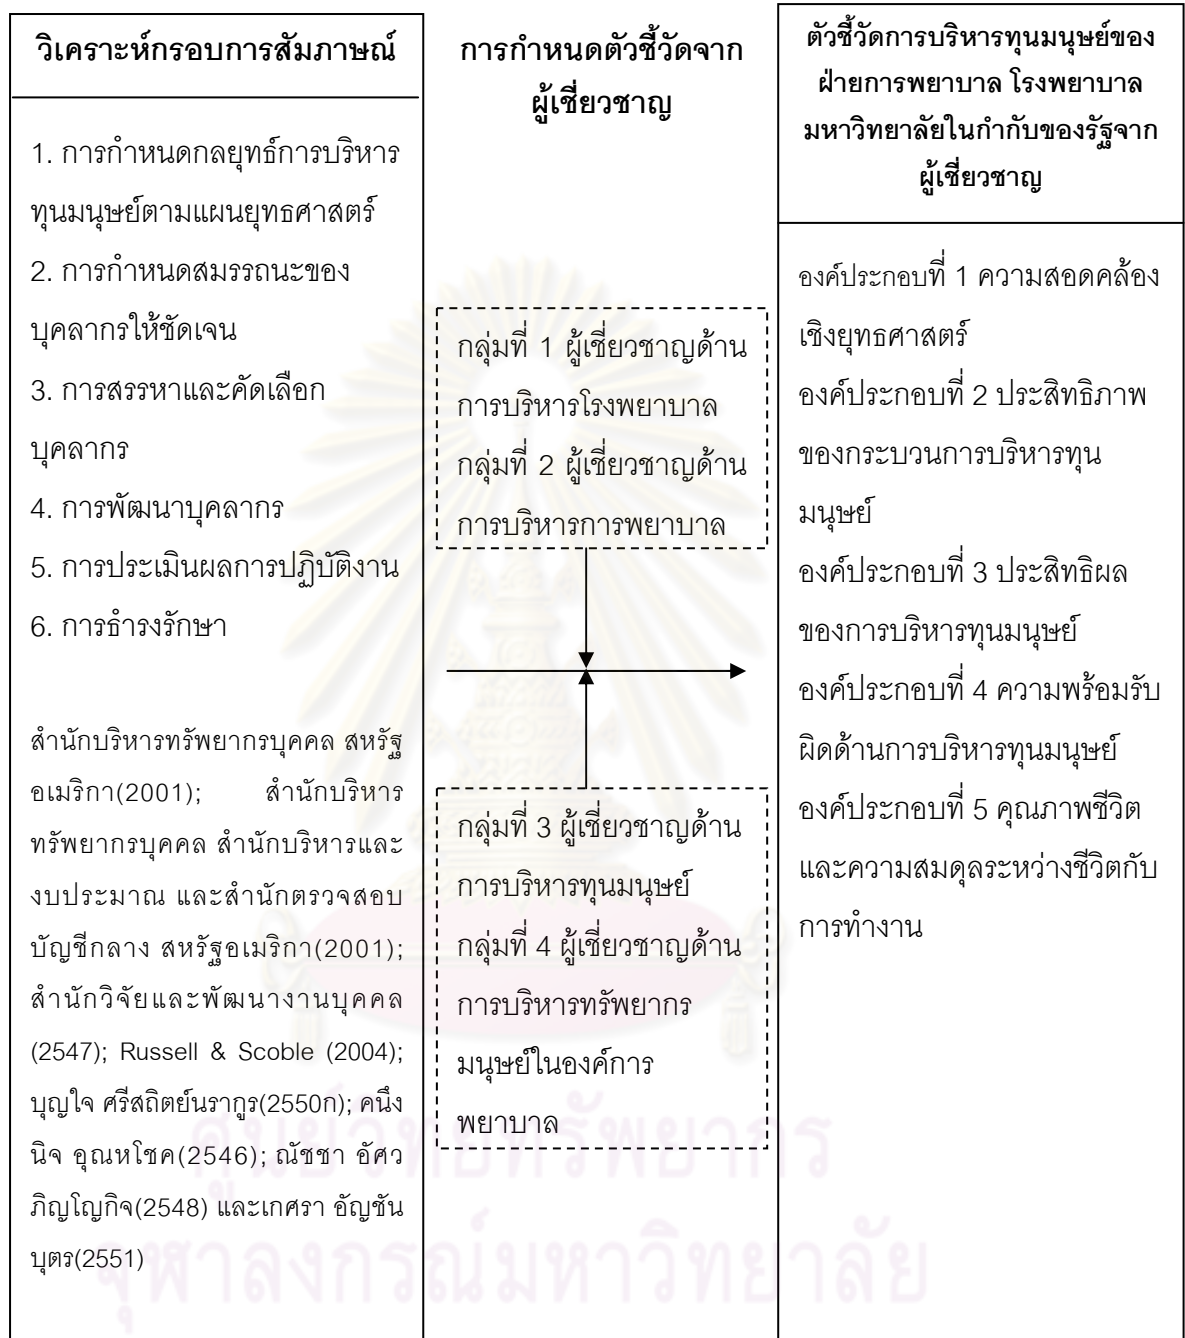 วิเคราะห์กรอบการสัมภาษณ์
1. การกำหนดกลยุทธ์การบริหาร
ทุนมนุษย์ตามแผนยุทธศาสตร์
2. การกำหนดสมรรถนะของ
บุคลากรให้ชัดเจน
3. การสรรหาและคัดเลือก
บุคลากร
4. การพัฒนาบุคลากร
5. การประเมินผลการปฏิบัติงาน
6. การธำรงรักษา
สำนักบริหารทรัพยากรบุคคล สหรัฐ
อเมริกา(2001); สำนักบริหาร
ทรัพยากรบุคคล สำนักบริหารและ
งบประมาณ และสำนักตรวจสอบ
บัญชีกลาง สหรัฐอเมริกา(2001);
สำนักวิจัยและพัฒนางานบุคคล
(2547); Russell & Scoble (2004);
บุญใจ ศรีสถิตย์นรากูร(2550ก); คนึง
นิจ อุณหโชค(2546); ณัชชา อัศว
ภิญโญกิจ(2548) และเกศรา อัญชัน
บุตร(2551)
การกำหนดตัวชี้วัดจาก
ผู้เชี่ยวชาญ
กลุ่มที่ 1 ผู้เชี่ยวชาญด้าน
การบริหารโรงพยาบาล
กลุ่มที่ 2 ผู้เชี่ยวชาญด้าน
การบริหารการพยาบาล
กลุ่มที่ 3 ผู้เชี่ยวชาญด้าน
การบริหารทุนมนุษย์
กลุ่มที่ 4 ผู้เชี่ยวชาญด้าน
การบริหารทรัพยากร
มนุษย์ในองค์การ
พยาบาล
ตัวชี้วัดการบริหารทุนมนุษย์ของ
ฝ่ายการพยาบาล โรงพยาบาล
มหาวิทยาลัยในกำกับของรัฐจาก
ผู้เชี่ยวชาญ
องค์ประกอบที่ 1 ความสอดคล้อง
เชิงยุทธศาสตร์
องค์ประกอบที่ 2 ประสิทธิภาพ
ของกระบวนการบริหารทุน
มนุษย์
องค์ประกอบที่ 3 ประสิทธิผล
ของการบริหารทุนมนุษย์
องค์ประกอบที่ 4 ความพร้อมรับ
ผิดด้านการบริหารทุนมนุษย์
องค์ประกอบที่ 5 คุณภาพชีวิต
และความสมดุลระหว่างชีวิตกับ
การทำงาน
ศูนย์วิทยทรัพยากร
จุฬาลงกรณ์มหาวิทยาลัย